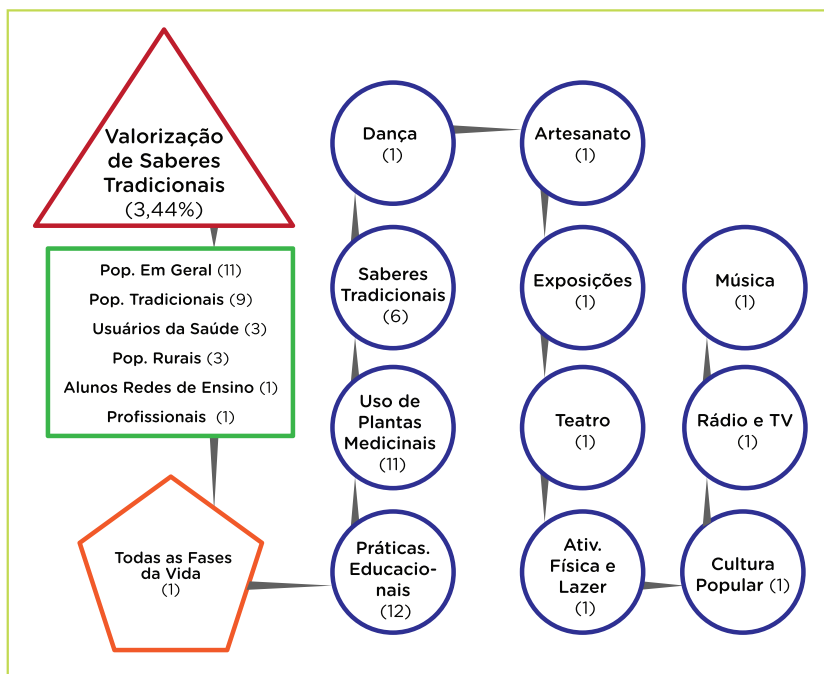 Valorização
de Saberes
Tradicionais
(3,44%)
Pop. Em Geral (11)
Pop. Tradicionais (9)
Usuários da Saúde (3)
Pop. Rurais (3)
Alunos Redes de Ensino (1)
Profissionais (1)
Todas as Fases
da Vida
(1)
Práticas.
Educacio-
nais
(12)
Uso de
Plantas
Medicinais
(11)
Saberes
Tradicionais
(6)
Dança
(1)
Artesanato
(1)
Exposições
(1)
Teatro
(1)
Ativ.
Física e
Lazer
(1)
Cultura
Popular (1)
Rádio e TV
(1)
Música
(1)